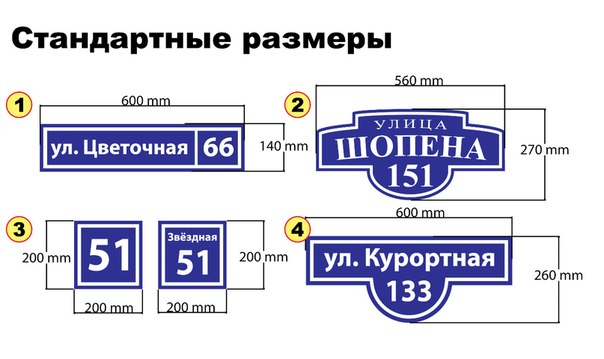 Стандартные размеры
1
600 mm
ул. Цветочная 66
140 mm
2
560 mm
УЛИЦА
ШОПЕНА
151
270 mm
3
51
200 mm
200 mm
Звёздная
51
200 mm
200 mm
4
600 mm
ул. Курортная
133
260 mm